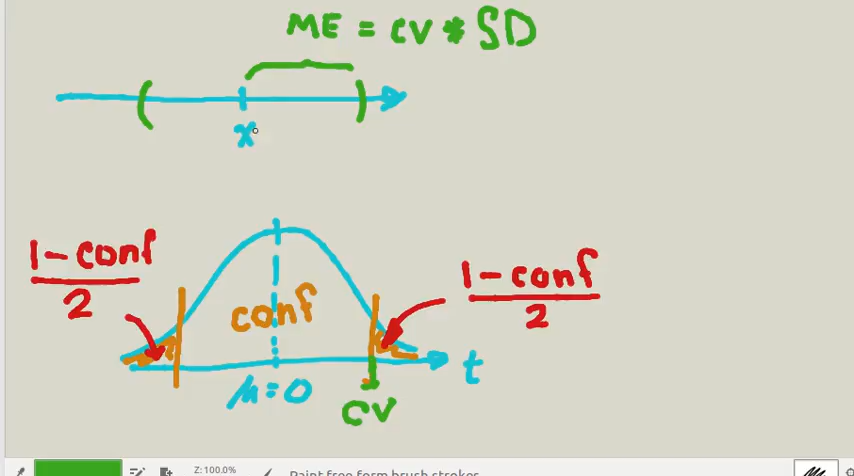 ME = CV * SD
x
1-conf
2
conf
1-conf
2
μ=0
t
CV
Z: 100.0%
Paint free form brush strokes